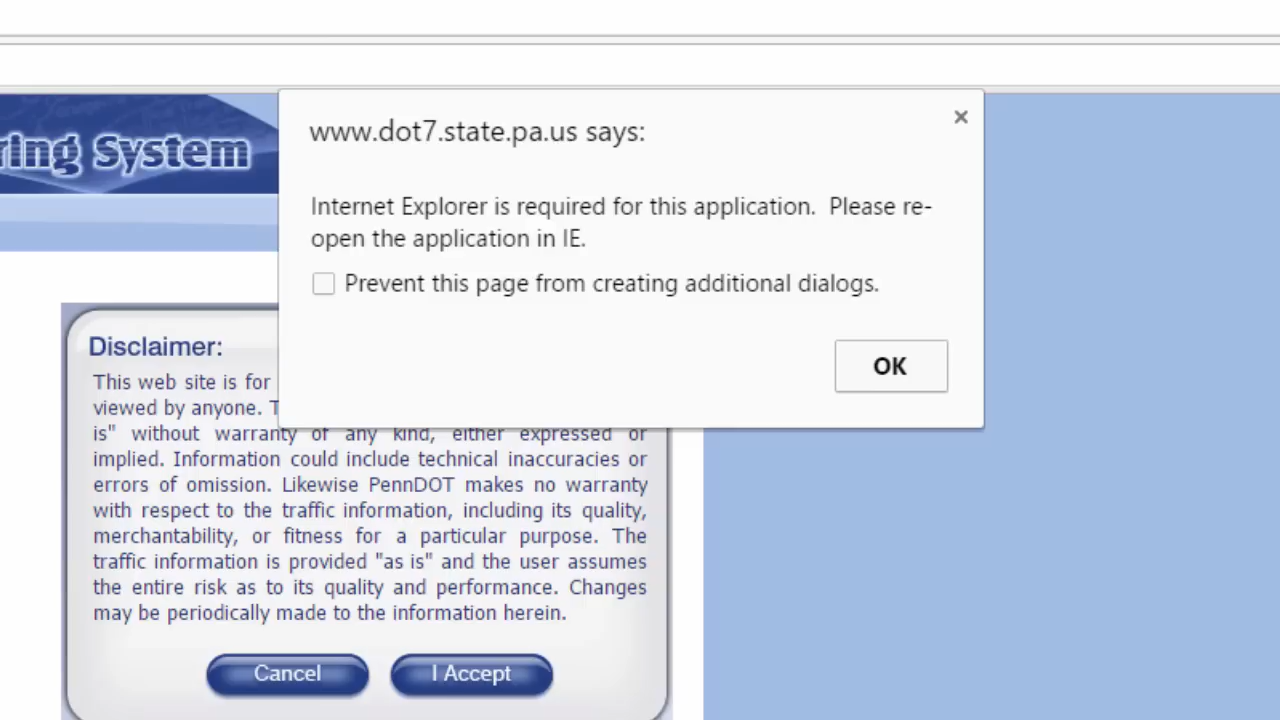 ring System
www.dot7.state.pa.us says:
Internet Explorer is required for this application.  Please re-
open the application in IE.
Prevent this page from creating additional dialogs.
OK
Disclaimer:
This web site is for
viewed by anyone. T
is" without warranty of any kind, either expressed or
implied. Information could include technical inaccuracies or
errors of omission. Likewise PennDOT makes no warranty
with respect to the traffic information, including its quality,
merchantability, or fitness for a particular purpose. The
traffic information is provided "as is" and the user assumes
the entire risk as to its quality and performance. Changes
may be periodically made to the information herein.
Cancel
I Accept